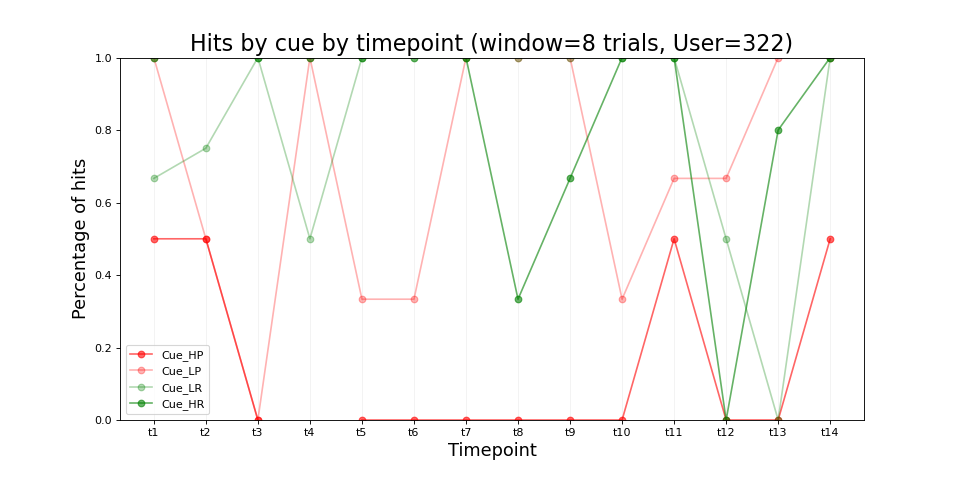 Hits by cue by timepoint (window=8 trials, User=322)
Percentage of hits
1.0
0.8
0.6
0.4
0.2
0.0
Cue_HP
Cue_LP
Cue_LR
Cue_HR
t1 t2 t3 t4 t5 t6 t7 t8 t9 t10 t11 t12 t13 t14
Timepoint